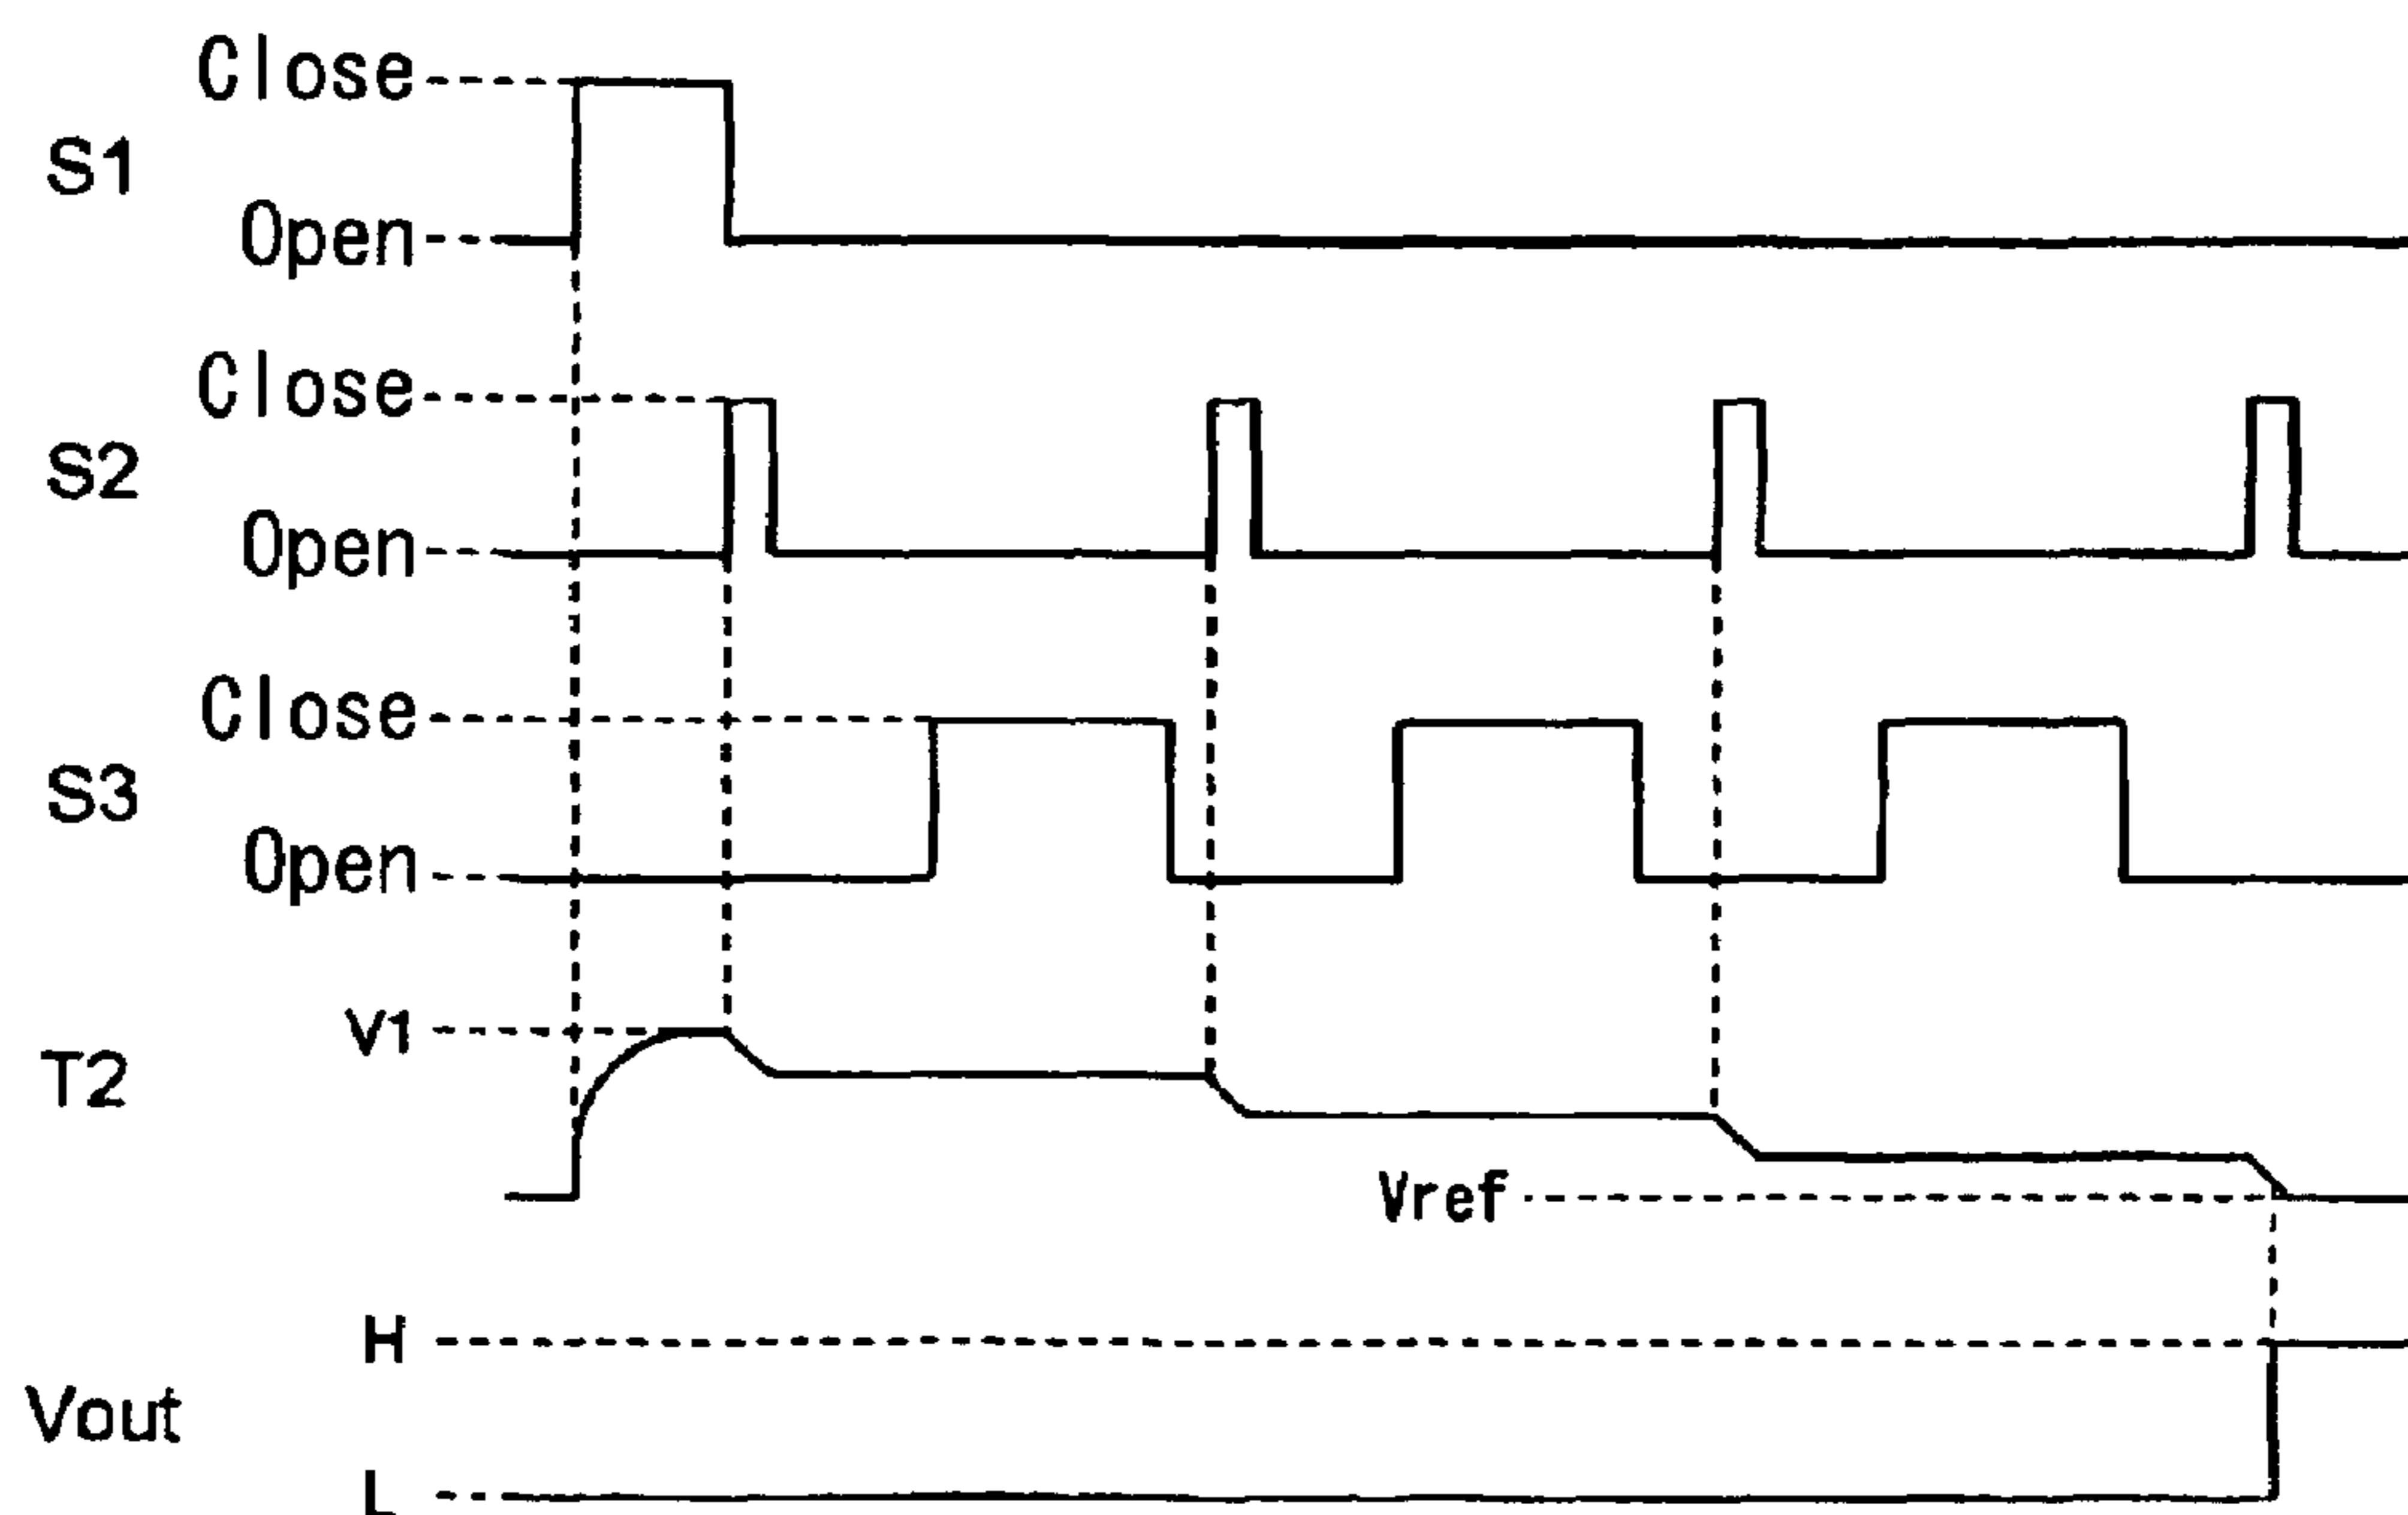 Close
S1
Open
Close
S2
Open
Close
S3
Open
V1
T2
Vref
H
Vout
L